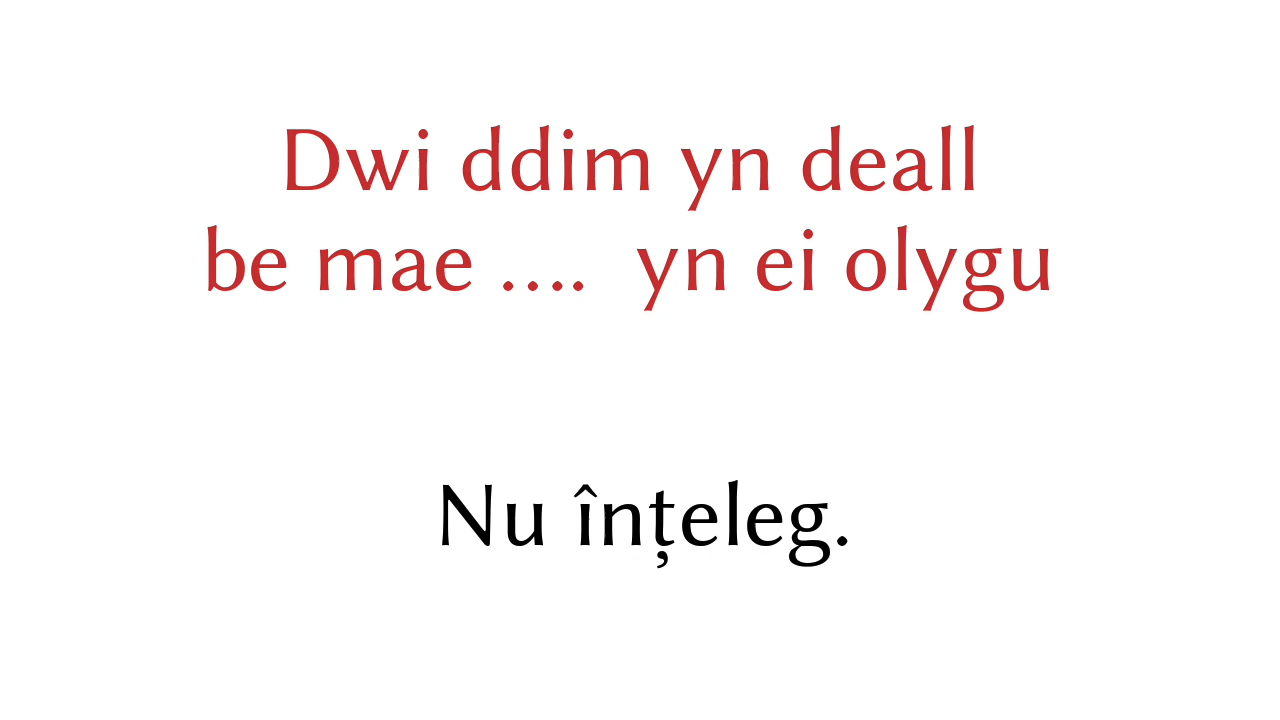 Dwi ddim yn deall
be mae .... yn ei olygu
Nu înțeleg.